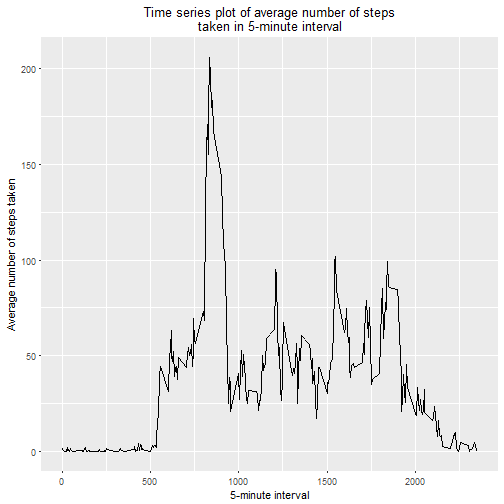 Time series plot of average number of steps
taken in 5-minute interval
Average number of steps taken
200
150
100
50
0
0 500 1000 1500 2000
5-minute interval